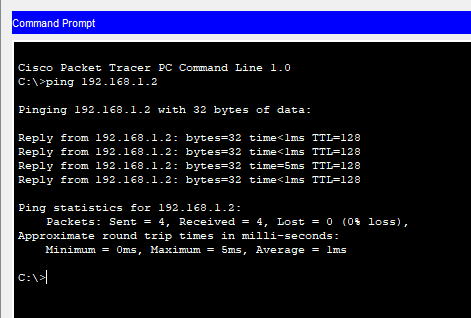 Command Prompt
Cisco Packet Tracer PC Command Line 1.0
C:\>ping 192.168.1.2
Pinging 192.168.1.2 with 32 bytes of data:
Reply from 192.168.1.2: bytes=32 time<1ms TTL=128
Reply from 192.168.1.2: bytes=32 time<1ms TTL=128
Reply from 192.168.1.2: bytes=32 time=5ms TTL=128
Reply from 192.168.1.2: bytes=32 time<1ms TTL=128
Ping statistics for 192.168.1.2:
Packets: Sent = 4, Received = 4, Lost = 0 (0% loss),
Approximate round trip times in milli-seconds:
Minimum = 0ms, Maximum = 5ms, Average = 1ms
C:\>